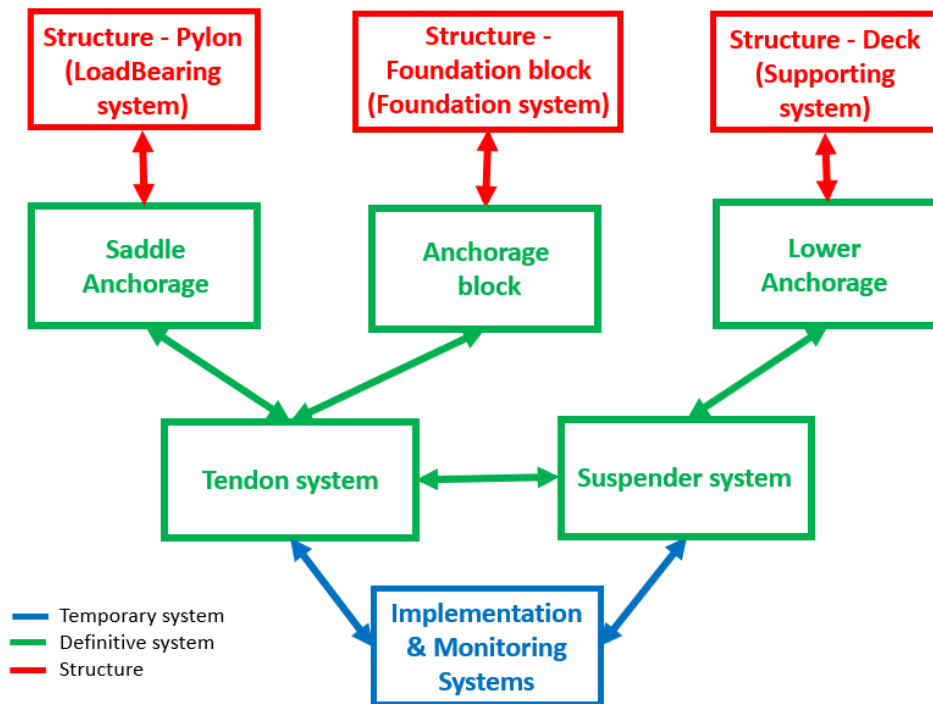 Structure - Pylon
(LoadBearing
system)
Structure -
Foundation block
(Foundation system)
Structure - Deck
(Supporting
system)
Saddle
Anchorage
Anchorage
block
Lower
Anchorage
Tendon system
Suspender system
Implementation
& Monitoring
Systems
Temporary system
Definitive system
Structure